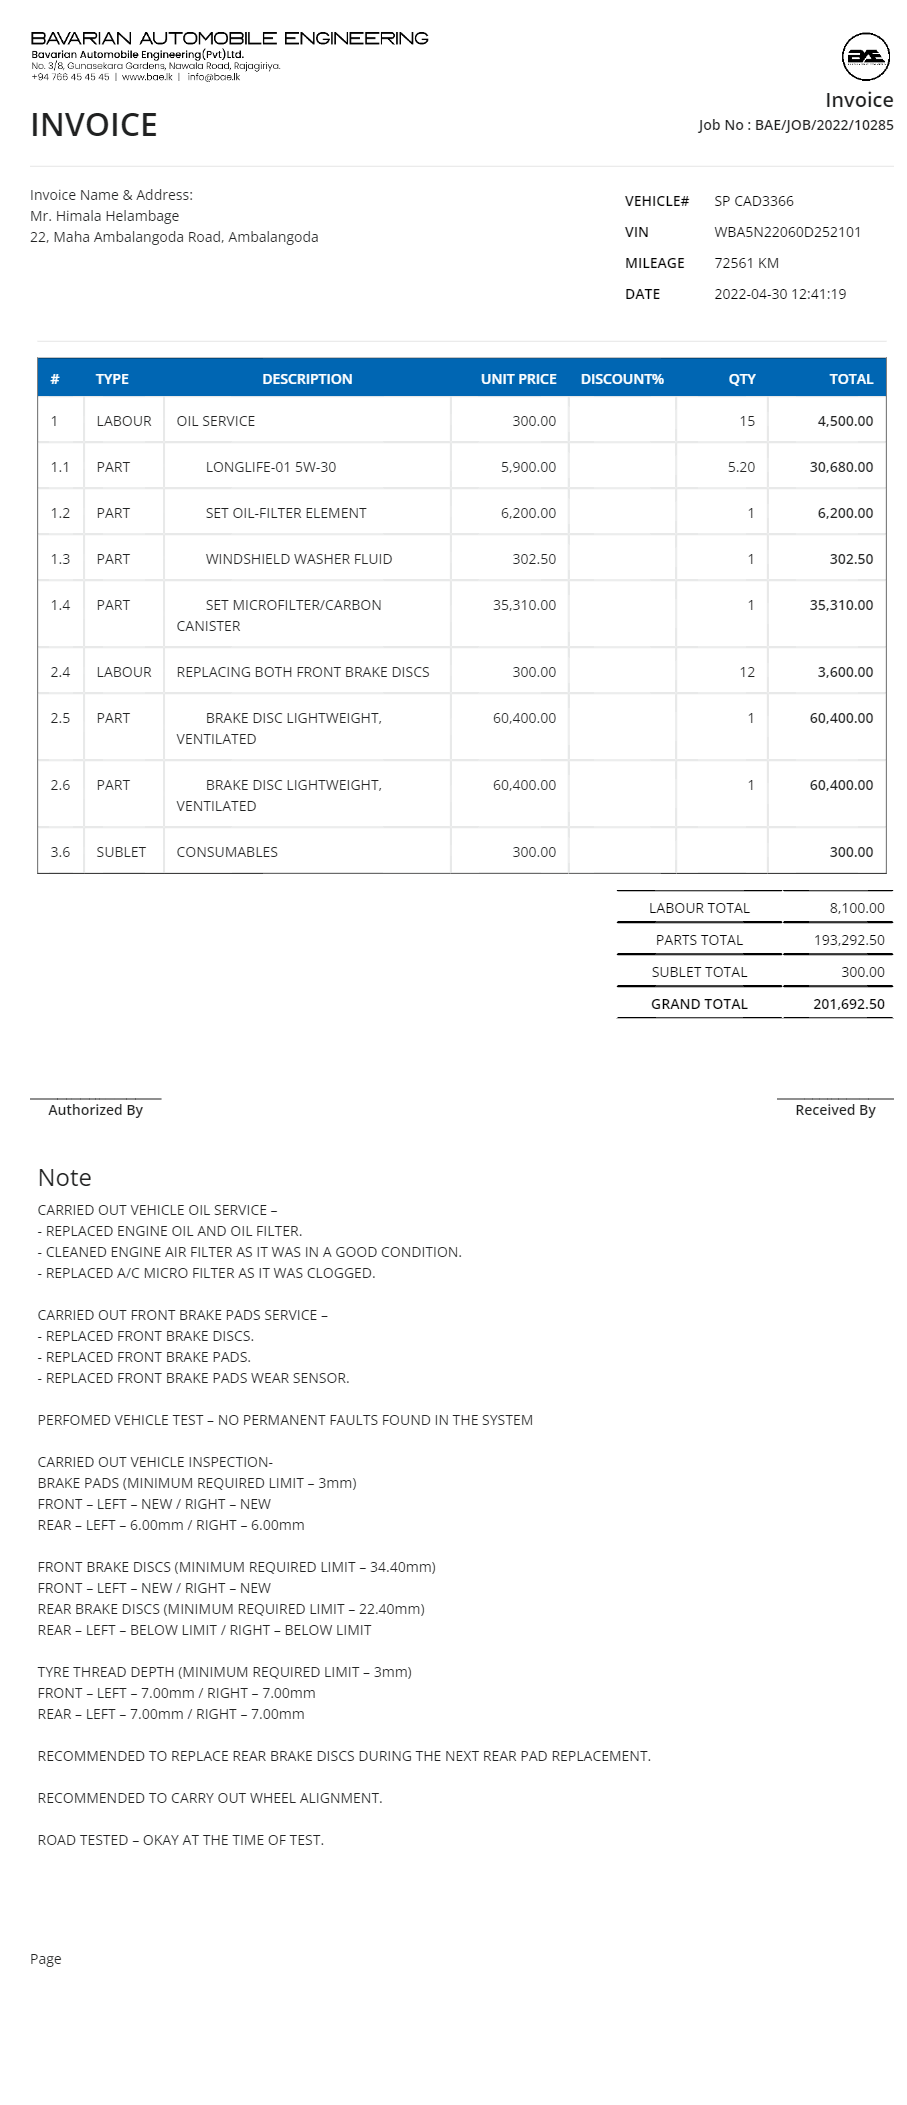 BAVARIAN AUTOMOBILE ENGINEERING
Bavarian Automobile Engineering(Pvt)Ltd.
No. 3/8, Gunasekara Gardens, Nawala Road, Rajagiriya.
+94 766 45 45 45 | www.bae.lk | info@bae.lk
BAE
Invoice
INVOICE
Job No : BAE/JOB/2022/10285
Invoice Name & Address:
Mr. Himala Helambage
22, Maha Ambalangoda Road, Ambalangoda
VEHICLE# SP CAD3366
VIN WBA5N22060D252101
MILEAGE 72561 KM
DATE 2022-04-30 12:41:19
# TYPE DESCRIPTION UNIT PRICE DISCOUNT% QTY TOTAL
1 LABOUR OIL SERVICE 300.00 15 4,500.00
1.1 PART LONGLIFE-01 5W-30 5,900.00 5.20 30,680.00
1.2 PART SET OIL-FILTER ELEMENT 6,200.00 1 6,200.00
1.3 PART WINDSHIELD WASHER FLUID 302.50 1 302.50
1.4 PART SET MICROFILTER/CARBON 35,310.00 1 35,310.00
CANISTER
2.4 LABOUR REPLACING BOTH FRONT BRAKE DISCS 300.00 12 3,600.00
2.5 PART BRAKE DISC LIGHTWEIGHT, 60,400.00 1 60,400.00
VENTILATED
2.6 PART BRAKE DISC LIGHTWEIGHT, 60,400.00 1 60,400.00
VENTILATED
3.6 SUBLET CONSUMABLES 300.00 300.00
LABOUR TOTAL 8,100.00
PARTS TOTAL 193,292.50
SUBLET TOTAL 300.00
GRAND TOTAL 201,692.50
Authorized By Received By
Note
CARRIED OUT VEHICLE OIL SERVICE –
- REPLACED ENGINE OIL AND OIL FILTER.
- CLEANED ENGINE AIR FILTER AS IT WAS IN A GOOD CONDITION.
- REPLACED A/C MICRO FILTER AS IT WAS CLOGGED.
CARRIED OUT FRONT BRAKE PADS SERVICE –
- REPLACED FRONT BRAKE DISCS.
- REPLACED FRONT BRAKE PADS.
- REPLACED FRONT BRAKE PADS WEAR SENSOR.
PERFOMED VEHICLE TEST – NO PERMANENT FAULTS FOUND IN THE SYSTEM
CARRIED OUT VEHICLE INSPECTION-
BRAKE PADS (MINIMUM REQUIRED LIMIT – 3mm)
FRONT – LEFT – NEW / RIGHT – NEW
REAR – LEFT – 6.00mm / RIGHT – 6.00mm
FRONT BRAKE DISCS (MINIMUM REQUIRED LIMIT – 34.40mm)
FRONT – LEFT – NEW / RIGHT – NEW
REAR BRAKE DISCS (MINIMUM REQUIRED LIMIT – 22.40mm)
REAR – LEFT – BELOW LIMIT / RIGHT – BELOW LIMIT
TYRE THREAD DEPTH (MINIMUM REQUIRED LIMIT – 3mm)
FRONT – LEFT – 7.00mm / RIGHT – 7.00mm
REAR – LEFT – 7.00mm / RIGHT – 7.00mm
RECOMMENDED TO REPLACE REAR BRAKE DISCS DURING THE NEXT REAR PAD REPLACEMENT.
RECOMMENDED TO CARRY OUT WHEEL ALIGNMENT.
ROAD TESTED – OKAY AT THE TIME OF TEST.
Page